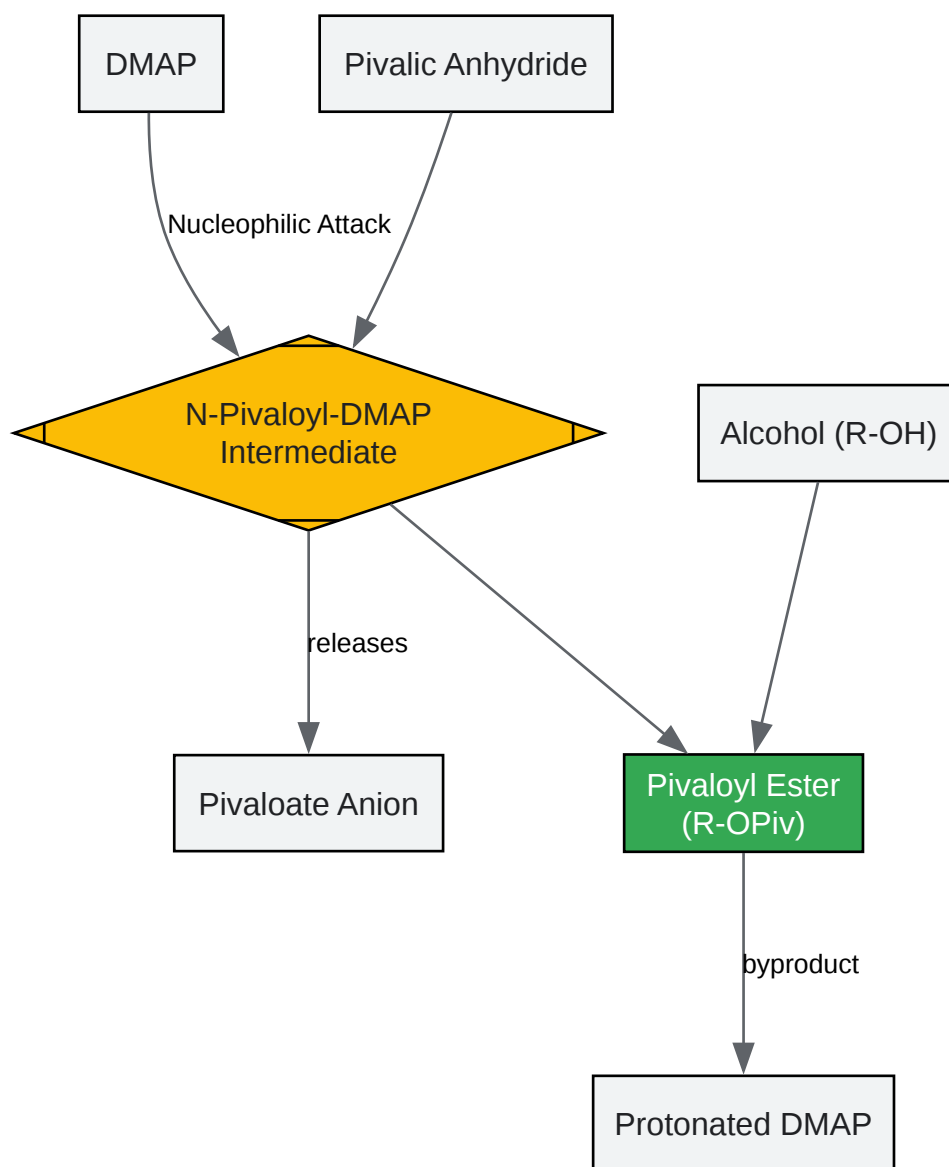 DMAP
Pivalic Anhydride
Nucleophilic Attack
N-Pivaloyl-DMAP
Intermediate
Alcohol (R-OH)
releases
Pivaloate Anion
Pivaloyl Ester
(R-OPiv)
byproduct
Protonated DMAP